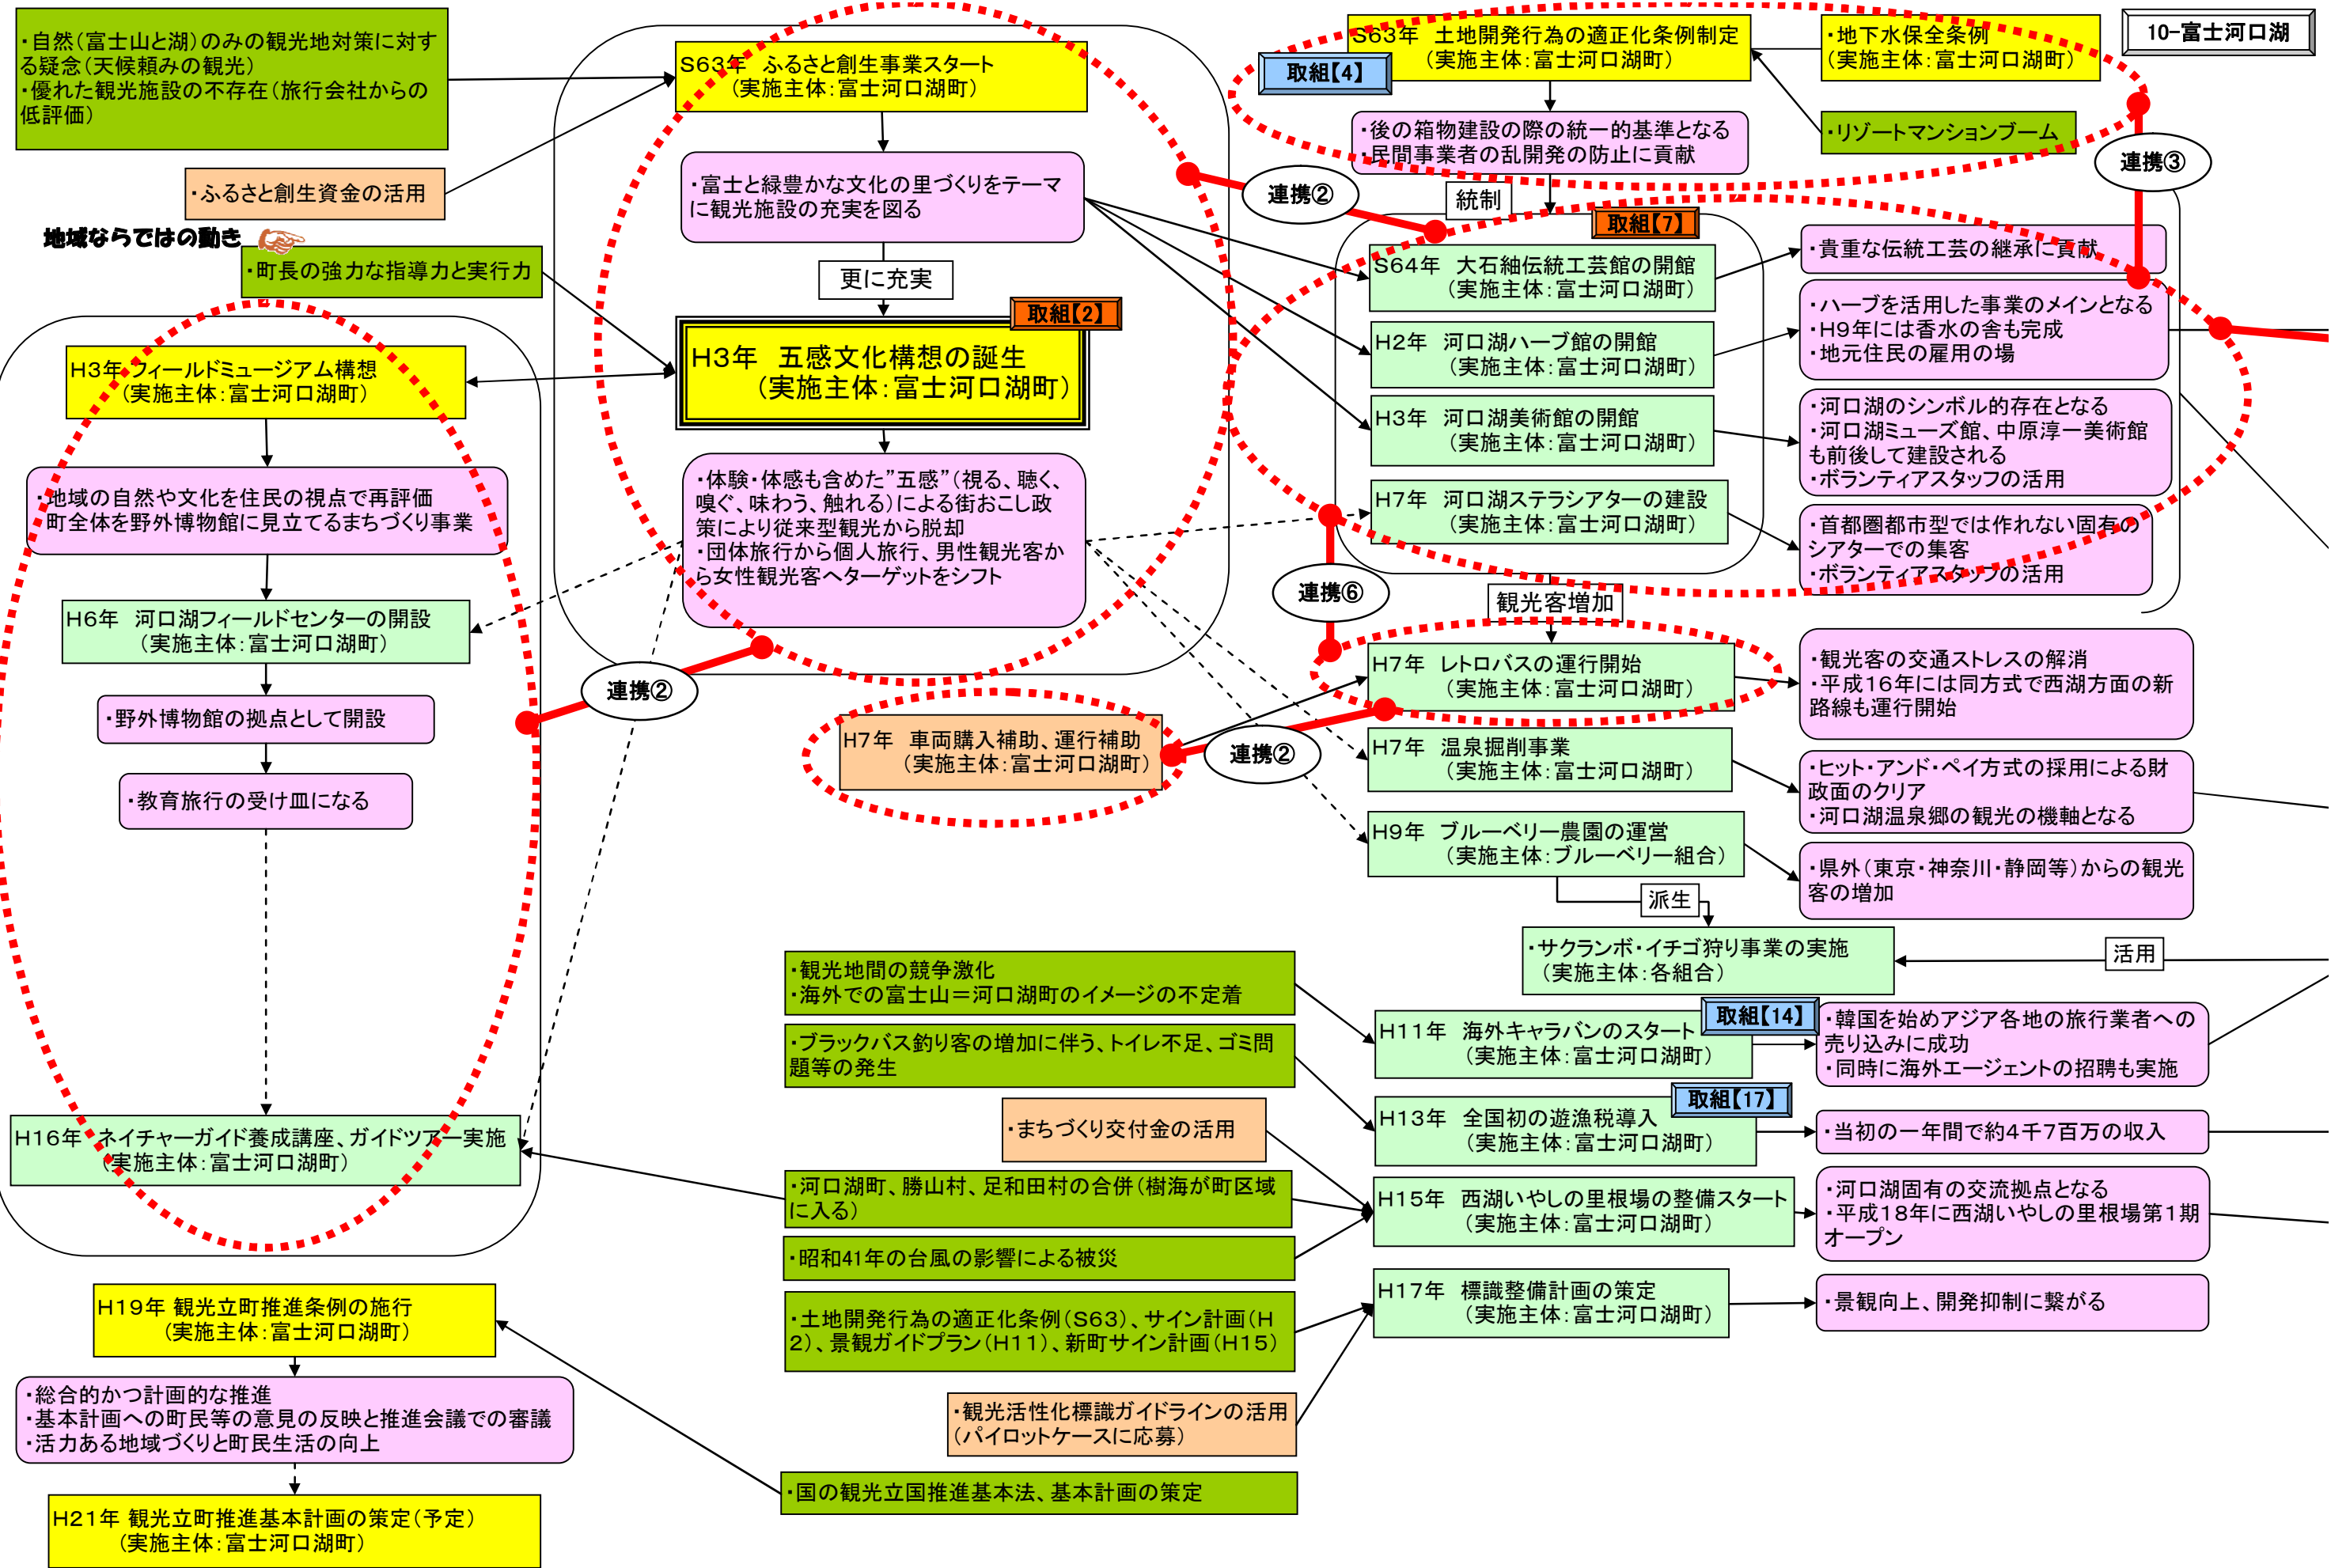 10-富士河口湖
・自然(富士山と湖)のみの観光地対策に対す
る疑念(天候頼みの観光)
・優れた観光施設の不存在(旅行会社からの
低評価)
・ふるさと創生資金の活用
地域ならではの動き
・町長の強力な指導力と実行力
S63年 ふるさと創生事業スタート
(実施主体:富士河口湖町)
・富士と緑豊かな文化の里づくりをテーマ
に観光施設の充実を図る
更に充実
取組【2】
H3年 五感文化構想の誕生
(実施主体:富士河口湖町)
・体験・体感も含めた”五感”(視る、聴く、
嗅ぐ、味わう、触れる)による街おこし政
策により従来型観光から脱却
・団体旅行から個人旅行、男性観光客か
ら女性観光客へターゲットをシフト
H3年 フィールドミュージアム構想
(実施主体:富士河口湖町)
・地域の自然や文化を住民の視点で再評価
町全体を野外博物館に見立てるまちづくり事業
H6年 河口湖フィールドセンターの開設
(実施主体:富士河口湖町)
・野外博物館の拠点として開設
・教育旅行の受け皿になる
H16年 ネイチャーガイド養成講座、ガイドツアー実施
(実施主体:富士河口湖町)
連携②
S63年 土地開発行為の適正化条例制定
(実施主体:富士河口湖町)
取組【4】
・地下水保全条例
(実施主体:富士河口湖町)
・リゾートマンションブーム
・後の箱物建設の際の統一的基準となる
・民間事業者の乱開発の防止に貢献
連携③
連携②
統制
取組【7】
S64年 大石紬伝統工芸館の開館
(実施主体:富士河口湖町)
・貴重な伝統工芸の継承に貢献
H2年 河口湖ハーブ館の開館
(実施主体:富士河口湖町)
・ハーブを活用した事業のメインとなる
・H9年には香水の舎も完成
・地元住民の雇用の場
H3年 河口湖美術館の開館
(実施主体:富士河口湖町)
・河口湖のシンボル的存在となる
・河口湖ミューズ館、中原淳一美術館
も前後して建設される
・ボランティアスタッフの活用
H7年 河口湖ステラシアターの建設
(実施主体:富士河口湖町)
・首都圏都市型では作れない固有の
シアターでの集客
・ボランティアスタッフの活用
連携⑥
観光客増加
H7年 レトロバスの運行開始
(実施主体:富士河口湖町)
・観光客の交通ストレスの解消
・平成16年には同方式で西湖方面の新
路線も運行開始
H7年 車両購入補助、運行補助
(実施主体:富士河口湖町)
連携②
H7年 温泉掘削事業
(実施主体:富士河口湖町)
・ヒット・アンド・ペイ方式の採用による財
政面のクリア
・河口湖温泉郷の観光の機軸となる
H9年 ブルーベリー農園の運営
(実施主体:ブルーベリー組合)
・県外(東京・神奈川・静岡等)からの観光
客の増加
派生
・サクランボ・イチゴ狩り事業の実施
(実施主体:各組合)
活用
・観光地間の競争激化
・海外での富士山=河口湖町のイメージの不定着
取組【14】
H11年 海外キャラバンのスタート
(実施主体:富士河口湖町)
・韓国を始めアジア各地の旅行業者への
売り込みに成功
・同時に海外エージェントの招聘も実施
・ブラックバス釣り客の増加に伴う、トイレ不足、ゴミ問
題等の発生
取組【17】
H13年 全国初の遊漁税導入
(実施主体:富士河口湖町)
・当初の一年間で約4千7百万の収入
・まちづくり交付金の活用
・河口湖町、勝山村、足和田村の合併(樹海が町区域
に入る)
・昭和41年の台風の影響による被災
H15年 西湖いやしの里根場の整備スタート
(実施主体:富士河口湖町)
・河口湖固有の交流拠点となる
・平成18年に西湖いやしの里根場第1期
オープン
・土地開発行為の適正化条例(S63)、サイン計画(H
2)、景観ガイドプラン(H11)、新町サイン計画(H15)
・観光活性化標識ガイドラインの活用
(パイロットケースに応募)
H17年 標識整備計画の策定
(実施主体:富士河口湖町)
・景観向上、開発抑制に繋がる
・国の観光立国推進基本法、基本計画の策定
H19年 観光立町推進条例の施行
(実施主体:富士河口湖町)
・総合的かつ計画的な推進
・基本計画への町民等の意見の反映と推進会議での審議
・活力ある地域づくりと町民生活の向上
H21年 観光立町推進基本計画の策定(予定)
(実施主体:富士河口湖町)